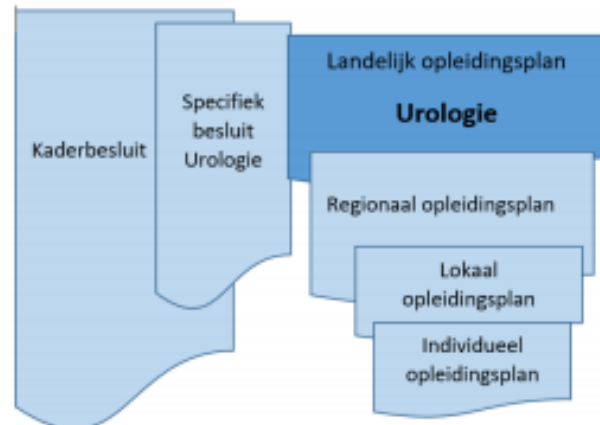 Kaderbesluit
Specifiek
besluit
Urologie
Landelijk opleidingsplan
Urologie
Regionaal opleidingsplan
Lokaal
opleidingsplan
Individueel
opleidingsplan